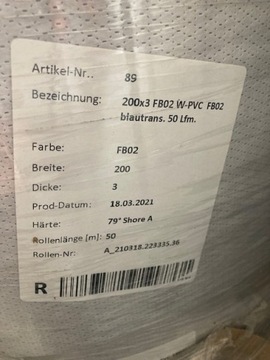 Artikel-Nr.. 89
Bezeichnung: 200x3 FB02 W-PVC FB02
blautrans. 50 Lfm.
Farbe: FB02
Breite: 200
Dicke: 3
Prod-Datum: 18.03.2021
Härte: 79° Shore A
Rollenlänge [m]: 50
Rollen-Nr: A_210318.223335.36
R